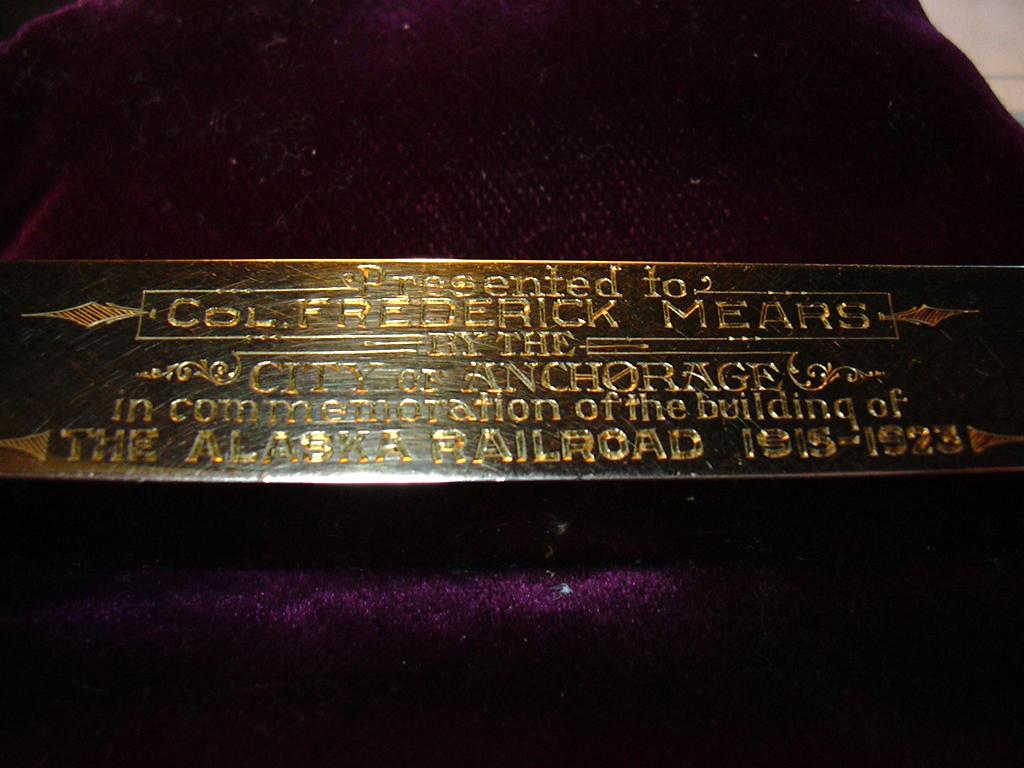 Presented to
COL. FREDERICK MEARS
BY THE
CITY OF ANCHORAGE
in commemoration of the building of
THE ALASKA RAILROAD 1915-1923